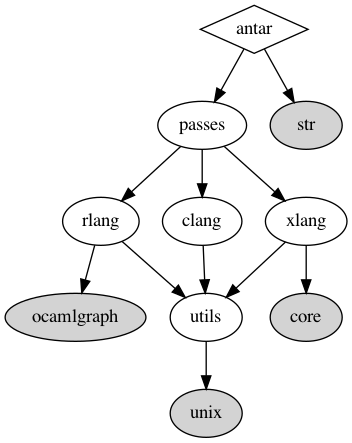 antar
passes
str
rlang
clang
xlang
ocamlgraph
utils
core
unix